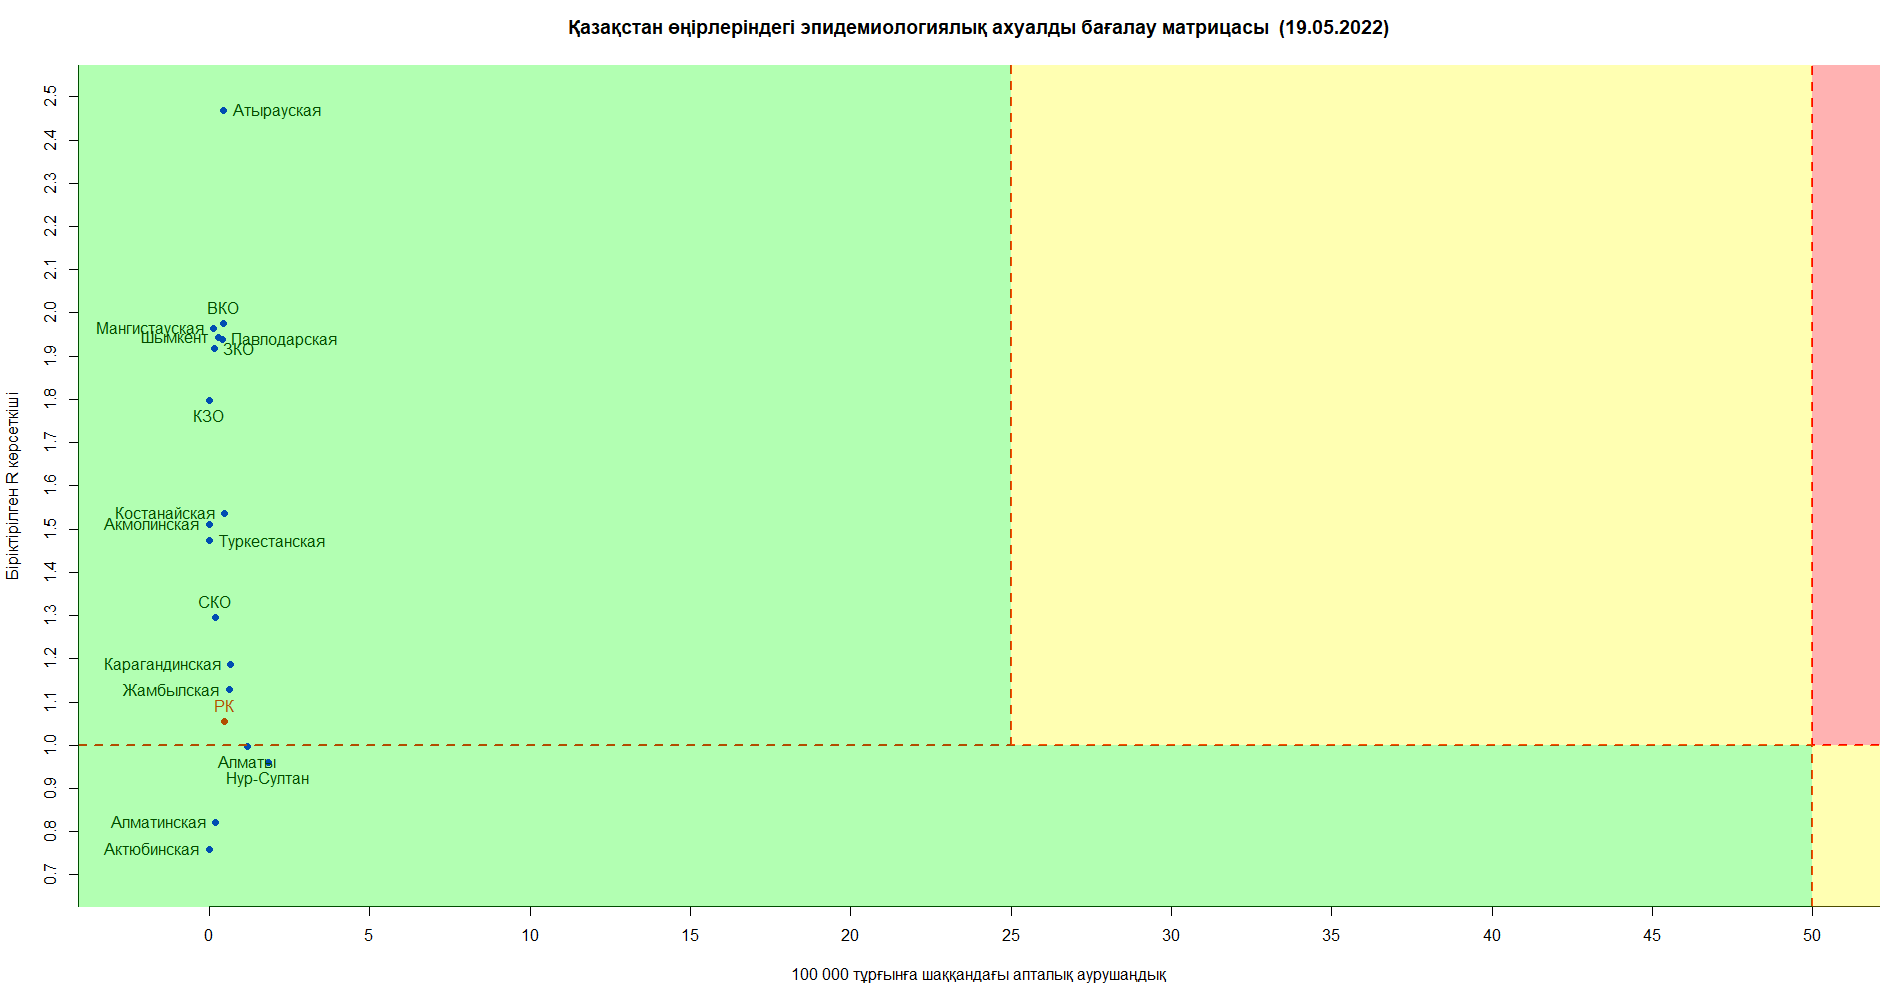 Қазақстан өңірлеріндегі эпидемиологиялық ахуалды бағалау матрицасы (19.05.2022)
Біріктірілген R көрсеткіші
2.5
2.4
2.3
2.2
2.1
2.0
1.9
1.8
1.7
1.6
1.5
1.4
1.3
1.2
1.1
1.0
0.9
0.8
0.7
Атырауская
ВКО
Мангистауская
Шымкент
Павлодарская
ЗКО
КЗО
Костанайская
Акмолинская
Туркестанская
СКО
Карагандинская
Жамбылская
РК
Алматы
Нур-Султан
Алматинская
Актюбинская
0 5 10 15 20 25 30 35 40 45 50
100 000 тұрғынға шаққандағы апталық аурушаңдық